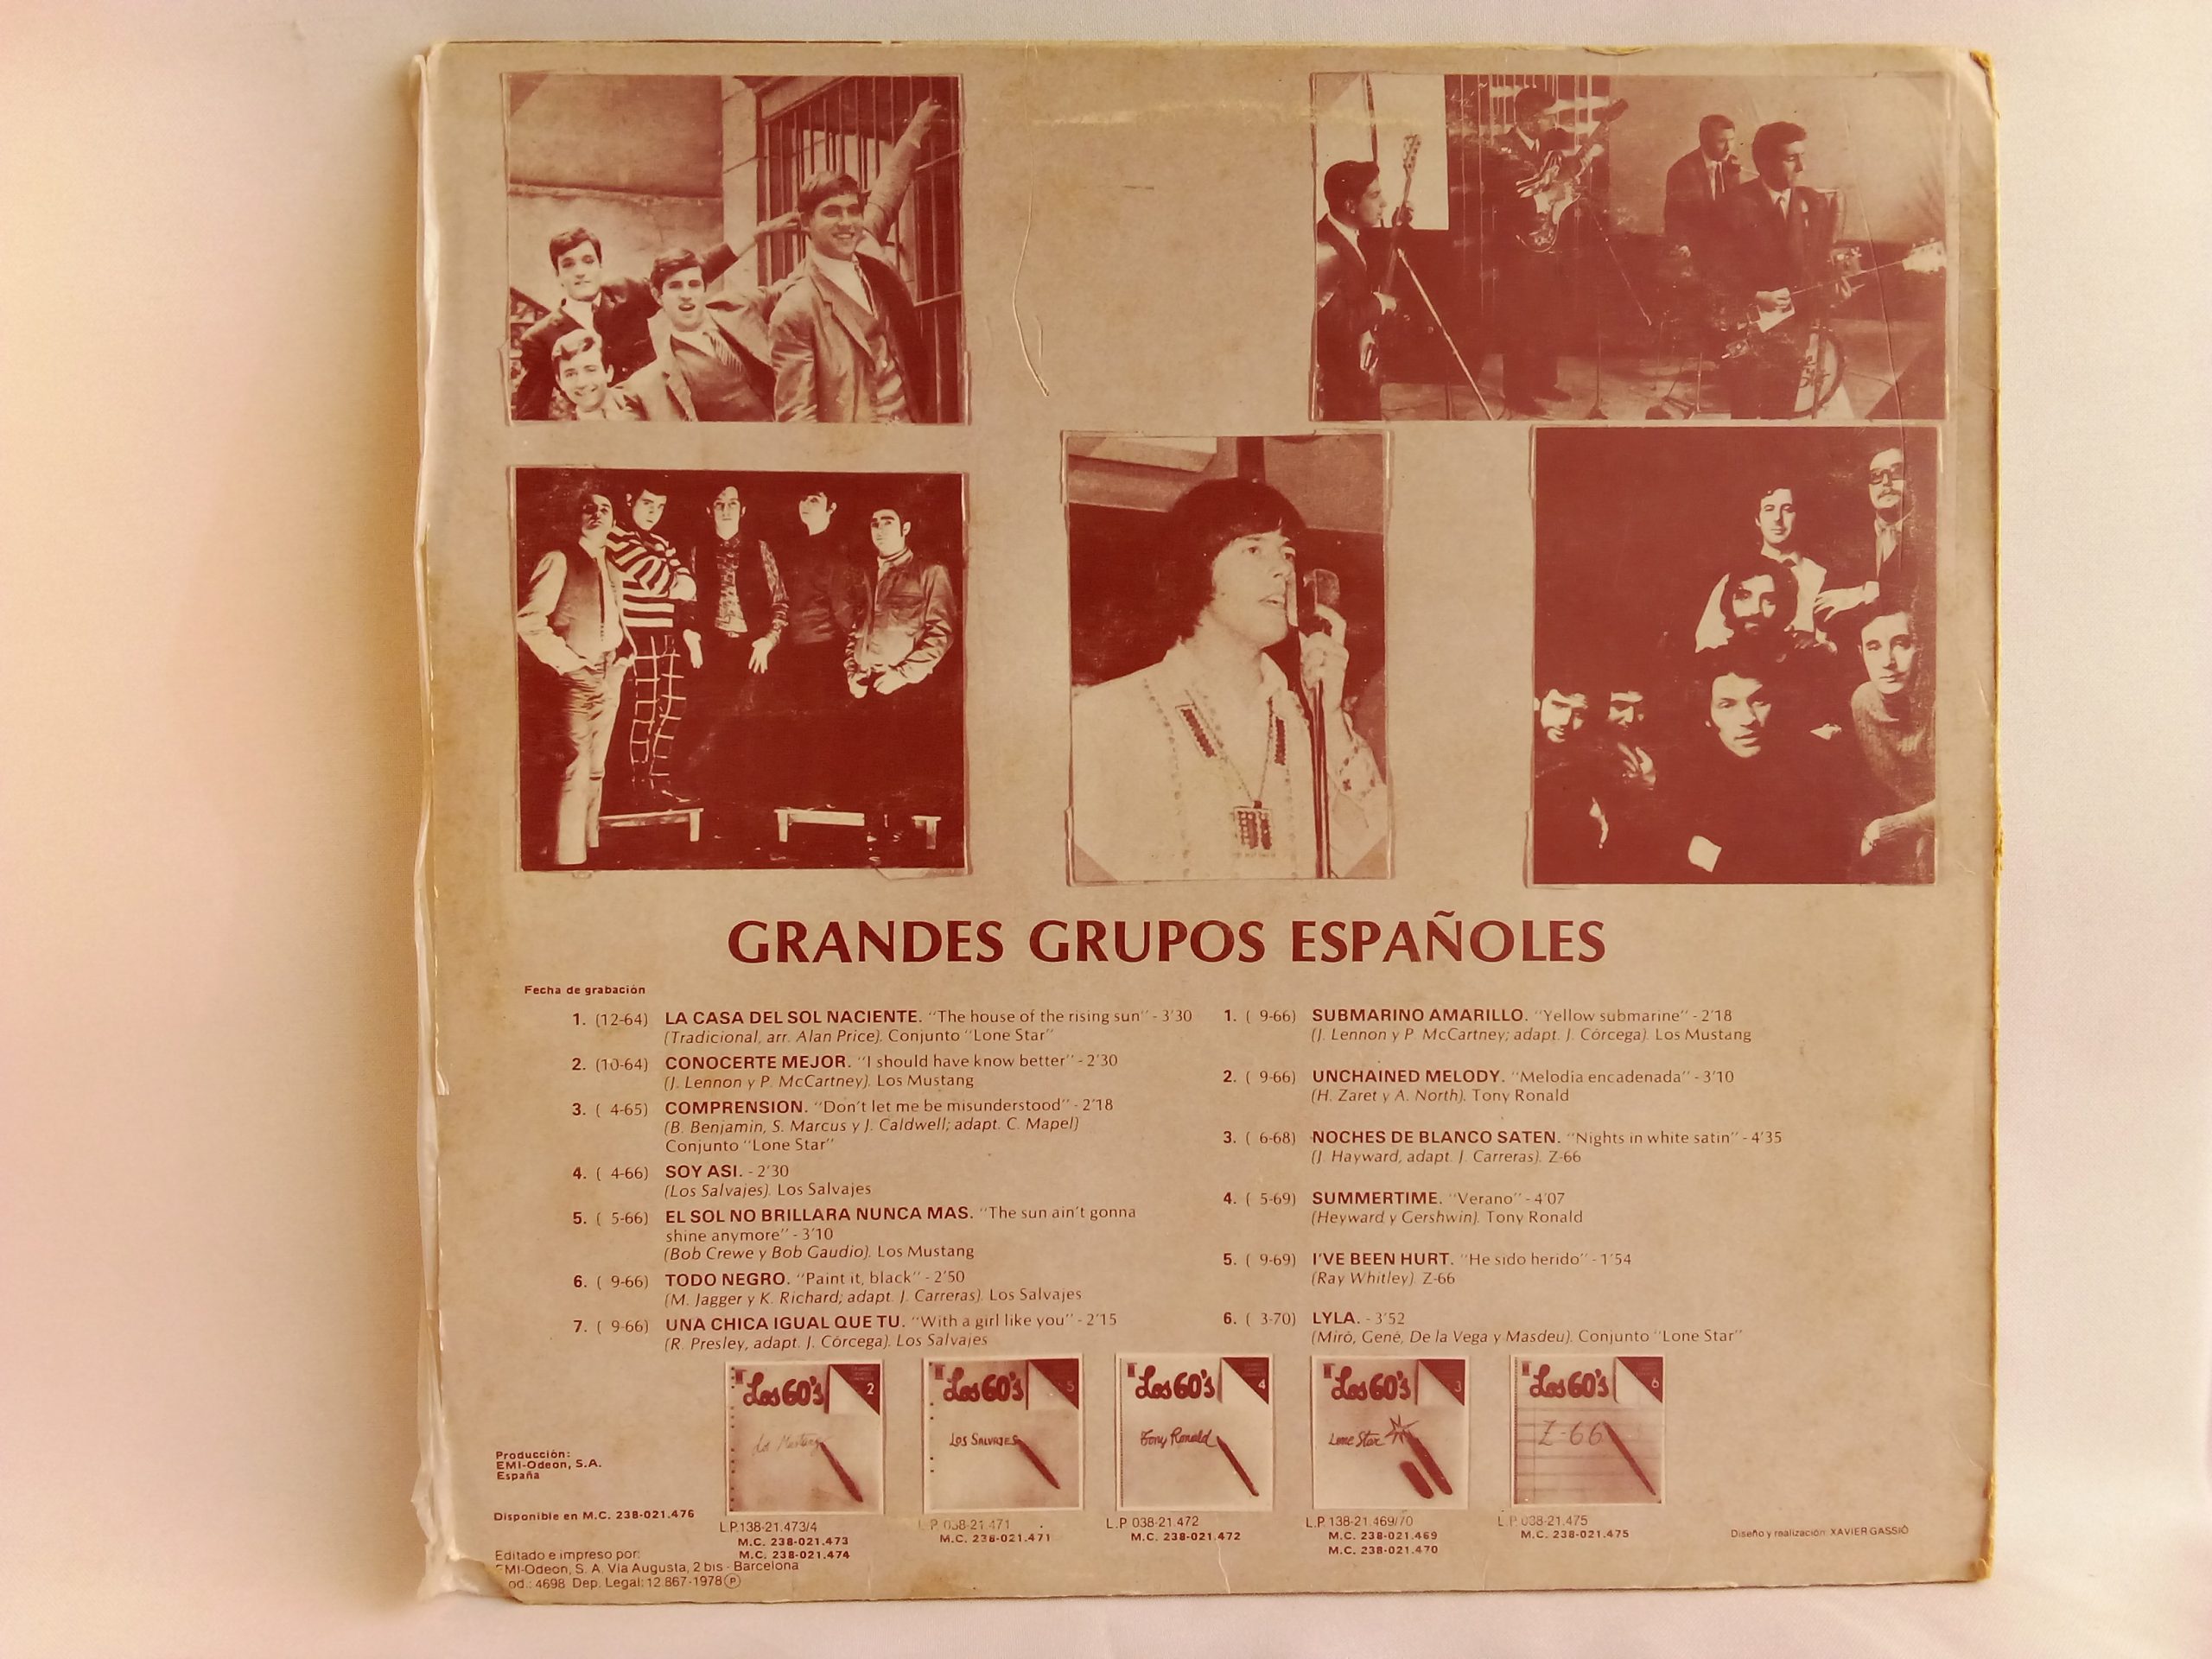 GRANDES GRUPOS ESPAÑOLES
Fecha de grabación
1. (12-64) LA CASA DEL SOL NACIENTE. "The house of the rising sun" - 3'30
(Tradicional, arr. Alan Price). Conjunto "Lone Star"
2. (10-64) CONOCERTE MEJOR. "I should have know better" - 2'30
(J. Lennon y P. McCartney). Los Mustang
3. ( 4-65) COMPRENSION. "Don't let me be misunderstood" - 2'18
(B. Benjamin, S. Marcus y J. Caldwell; adapt. C. Mapel)
Conjunto "Lone Star"
4. ( 4-66) SOY ASI. - 2'30
(Los Salvajes). Los Salvajes
5. ( 5-66) EL SOL NO BRILLARA NUNCA MAS. "The sun ain't gonna
shine anymore" - 3'10
(Bob Crewe y Bob Gaudio). Los Mustang
6. ( 9-66) TODO NEGRO. "Paint it, black" - 2'50
(M. Jagger y K. Richard; adapt. J. Carreras). Los Salvajes
7. ( 9-66) UNA CHICA IGUAL QUE TU. "With a girl like you" - 2'15
(R. Presley, adapt. J. Córcega). Los Salvajes
1. ( 9-66) SUBMARINO AMARILLO. "Yellow submarine" - 2'18
(J. Lennon y P. McCartney; adapt. J. Córcega). Los Mustang
2. ( 9-66) UNCHAINED MELODY. "Melodia encadenada" - 3'10
(H. Zaret y A. North). Tony Ronald
3. ( 6-68) NOCHES DE BLANCO SATEN. "Nights in white satin" - 4'35
(J. Hayward, adapt. J. Carreras). Z-66
4. ( 5-69) SUMMERTIME. "Verano" - 4'07
(Heyward y Gershwin). Tony Ronald
5. ( 9-69) I'VE BEEN HURT. "He sido herido" - 1'54
(Ray Whitley). Z-66
6. ( 3-70) LYLA. - 3'52
(Miró, Gené, De la Vega y Masdeu). Conjunto "Lone Star"
Los 60's 2
Los Mustang
Los 60's 5
Los Salvajes
Los 60's 4
Tony Ronald
Los 60's 3
Lone Star
Los 60's 6
Z-66
Producción:
EMI-Odeon, S.A.
España
Disponible en M.C. 238-021.476
L.P.138-21.473/4
M.C. 238-021.473
M.C. 238-021.474
L.P. 038-21.471
M.C. 238-021.471
L.P. 038-21.472
M.C. 238-021.472
L.P. 138-21.469/70
M.C. 238-021.469
M.C. 238-021.470
L.P. 038-21.475
M.C. 238-021.475
Diseño y realización: XAVIER GASSIÓ
Editado e impreso por:
EMI-Odeon, S. A. Vía Augusta, 2 bis - Barcelona
od.: 4698 Dep. Legal: 12.867-1978 Ⓟ